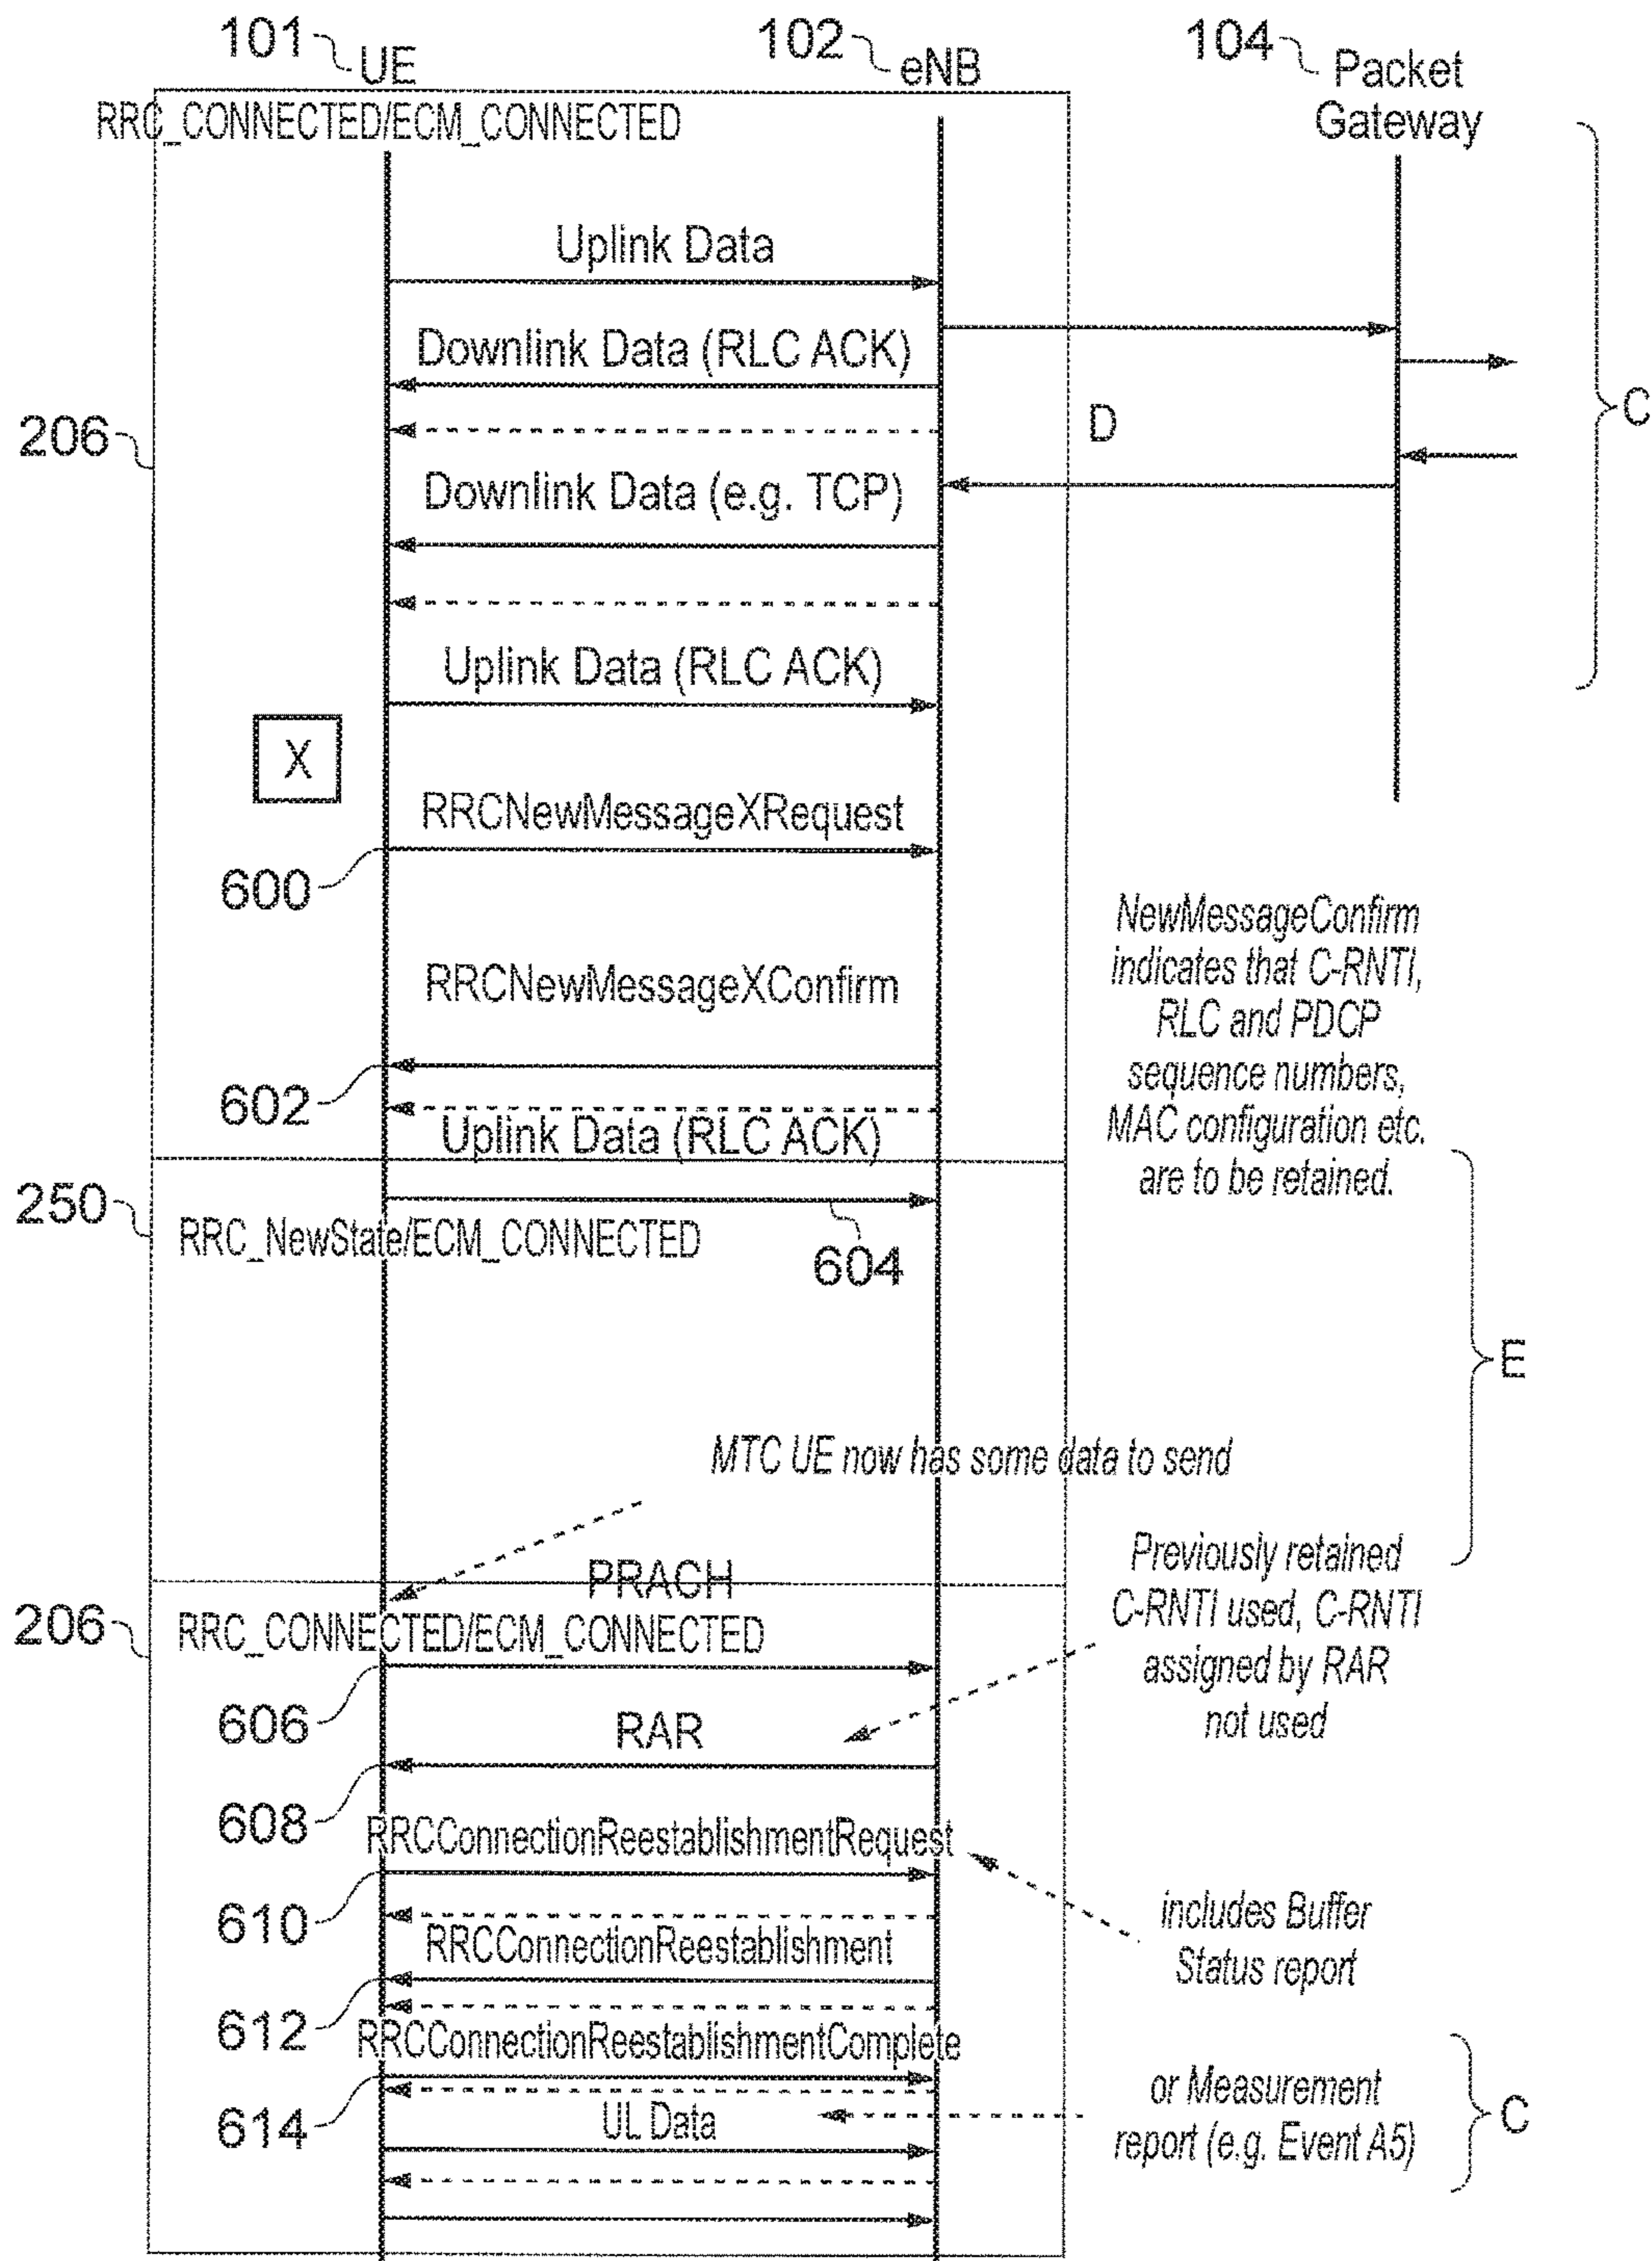 101
UE
102
eNB
104
Packet
Gateway
RRC_CONNECTED/ECM_CONNECTED
Uplink Data
Downlink Data (RLC ACK)
C
206
D
Downlink Data (e.g. TCP)
Uplink Data (RLC ACK)
X
RRCNewMessageXRequest
600
NewMessageConfirm
indicates that C-RNTI,
RLC and PDCP
sequence numbers,
MAC configuration etc.
are to be retained.
RRCNewMessageXConfirm
602
Uplink Data (RLC ACK)
250
RRC_NewState/ECM_CONNECTED
604
E
MTC UE now has some data to send
PRACH
Previously retained
C-RNTI used, C-RNTI
assigned by RAR
not used
206
RRC_CONNECTED/ECM_CONNECTED
606
RAR
608
RRCConnectionReestablishmentRequest
610
includes Buffer
Status report
RRCConnectionReestablishment
612
RRCConnectionReestablishmentComplete
or Measurement
report (e.g. Event A5)
C
614
UL Data